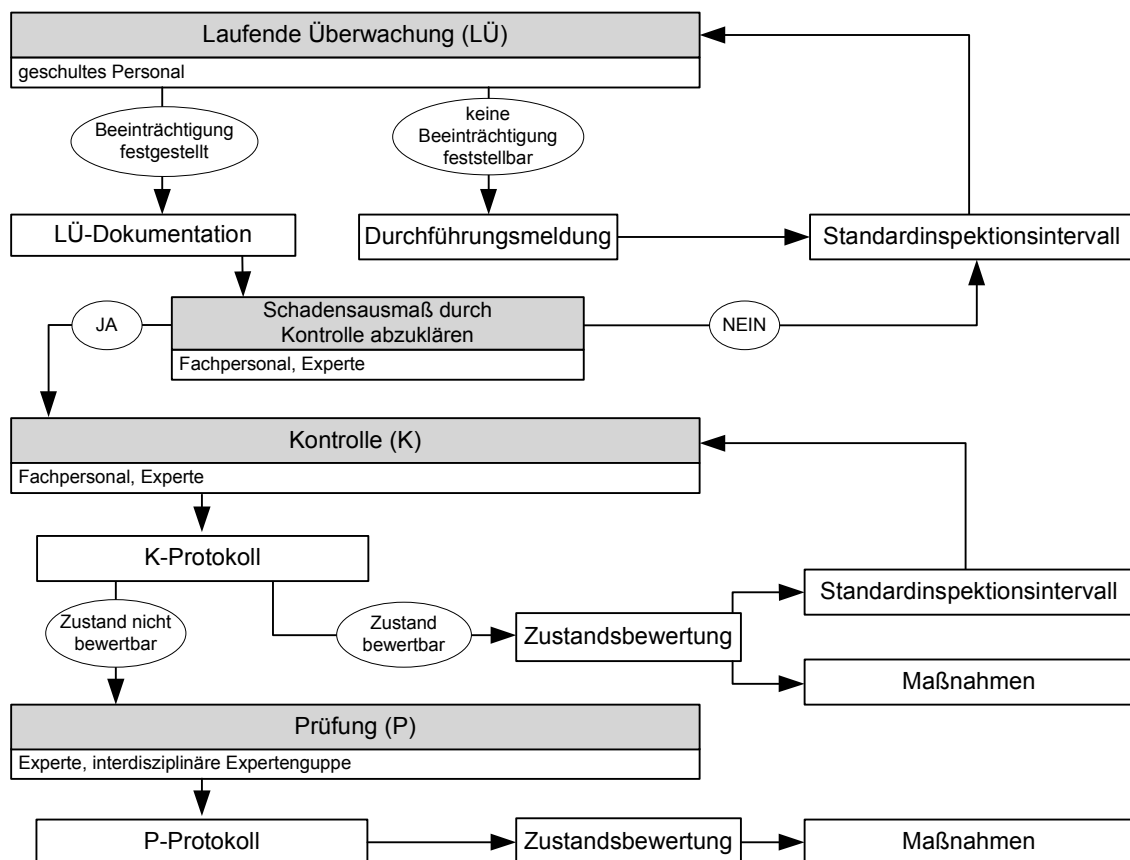 Laufende Überwachung (LÜ)
geschultes Personal
Beeinträchtigung
festgestellt
keine
Beeinträchtigung
feststellbar
LÜ-Dokumentation
Durchführungsmeldung
Standardinspektionsintervall
JA
Schadensausmaß durch
Kontrolle abzuklären
NEIN
Fachpersonal, Experte
Kontrolle (K)
Fachpersonal, Experte
K-Protokoll
Standardinspektionsintervall
Zustand nicht
bewertbar
Zustand
bewertbar
Zustandsbewertung
Maßnahmen
Prüfung (P)
Experte, interdisziplinäre Expertenguppe
P-Protokoll
Zustandsbewertung
Maßnahmen